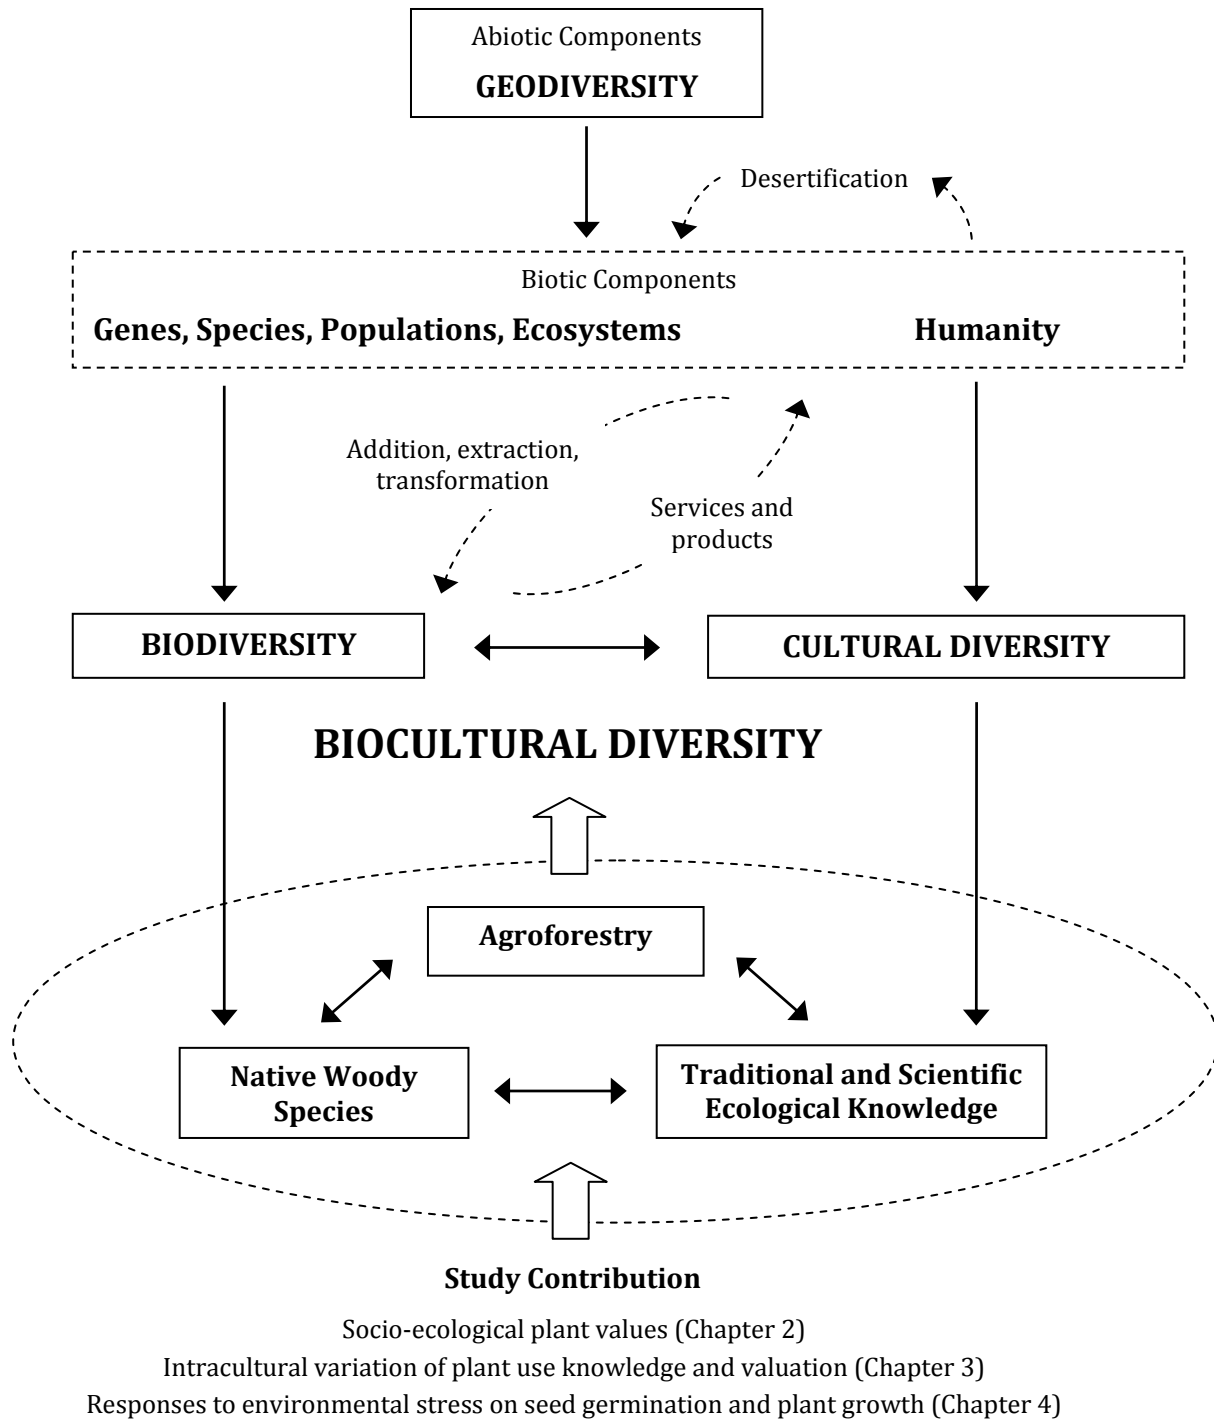 Abiotic Components
GEODIVERSITY
Desertification
Biotic Components
Genes, Species, Populations, Ecosystems
Humanity
Addition, extraction,
transformation
Services and
products
BIODIVERSITY
CULTURAL DIVERSITY
BIOCULTURAL DIVERSITY
Agroforestry
Native Woody
Species
Traditional and Scientific
Ecological Knowledge
Study Contribution
Socio-ecological plant values (Chapter 2)
Intracultural variation of plant use knowledge and valuation (Chapter 3)
Responses to environmental stress on seed germination and plant growth (Chapter 4)